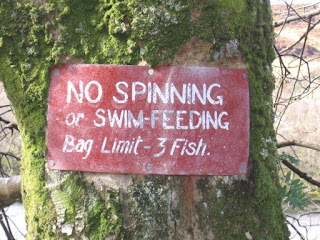 NO SPINNING
or SWIM-FEEDING
Bag Limit - 3 Fish.